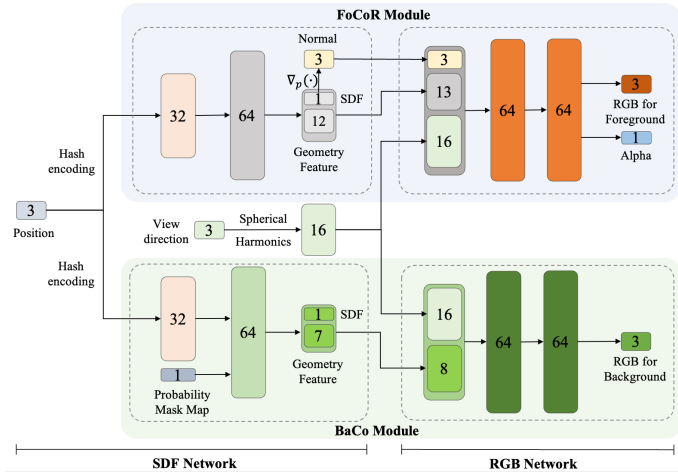 FoCoR Module
Normal
3
∇p(·)
32
64
1
SDF
12
Geometry
Feature
3
13
16
64
64
3
RGB for
Foreground
1
Alpha
Hash
encoding
3
Position
View
direction
3
Spherical
Harmonics
16
Hash
encoding
32
1
Probability
Mask Map
64
1
SDF
7
Geometry
Feature
16
8
64
64
3
RGB for
Background
BaCo Module
SDF Network
RGB Network